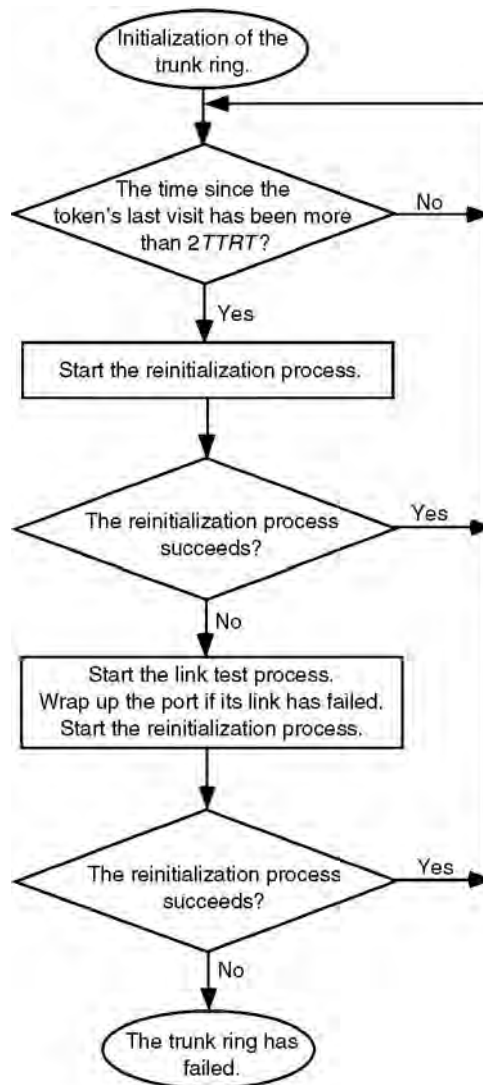 Initialization of the
trunk ring.
The time since the
token's last visit has been more
than 2TTRT?
No
Yes
Start the reinitialization process.
The reinitialization process
succeeds?
Yes
No
Start the link test process.
Wrap up the port if its link has failed.
Start the reinitialization process.
The reinitialization process
succeeds?
Yes
No
The trunk ring has
failed.